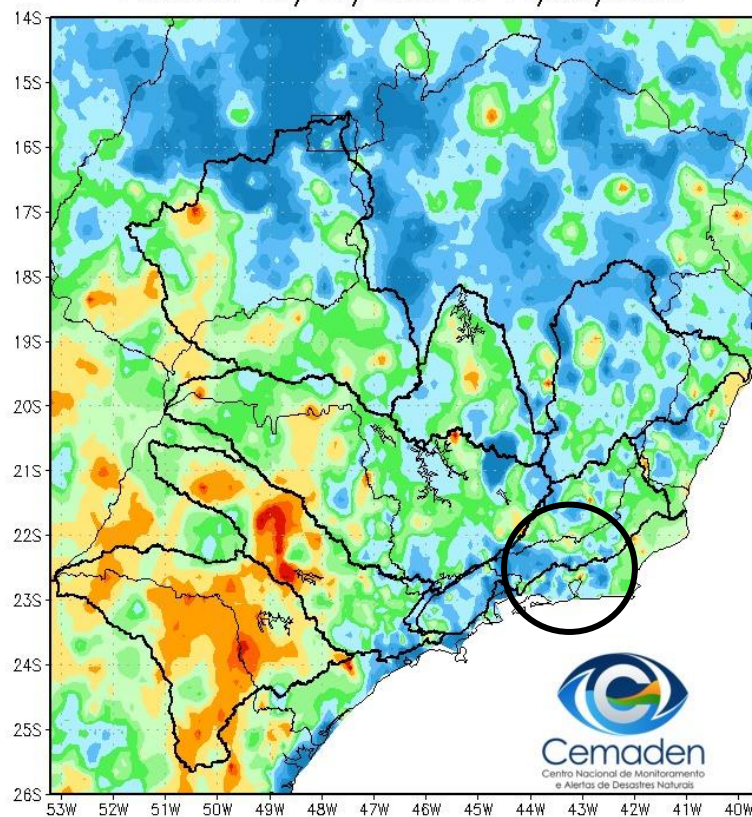 14S
15S
16S
17S
18S
19S
20S
21S
22S
23S
24S
25S
26S
53W 52W 51W 50W 49W 48W 47W 46W 45W 44W 43W 42W 41W 40W
Cemaden
Centro Nacional de Monitoramento
e Alertas de Desastres Naturais